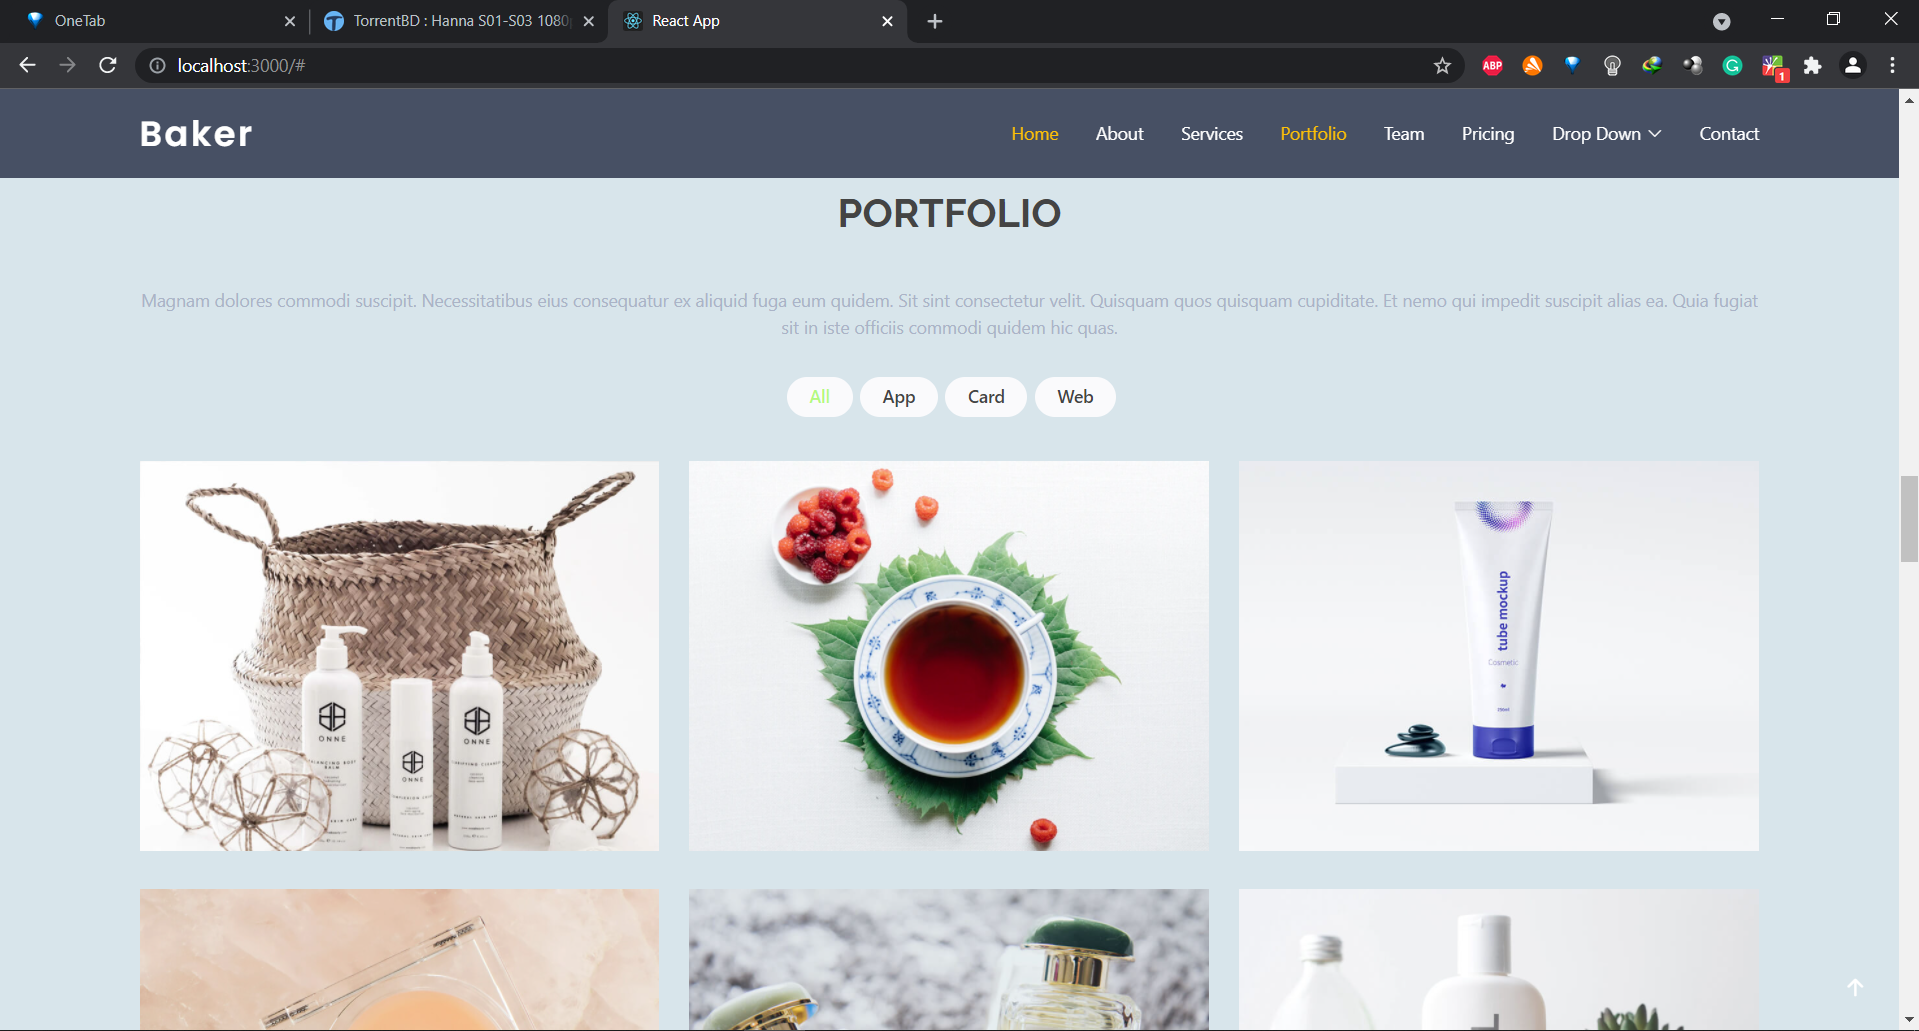 OneTab
TorrentBD : Hanna S01-S03 1080
React App
localhost:3000/#
ABP
1
Baker
Home
About
Services
Portfolio
Team
Pricing
Drop Down
Contact
PORTFOLIO
Magnam dolores commodi suscipit. Necessitatibus eius consequatur ex aliquid fuga eum quidem. Sit sint consectetur velit. Quisquam quos quisquam cupiditate. Et nemo qui impedit suscipit alias ea. Quia fugiat
sit in iste officiis commodi quidem hic quas.
All
App
Card
Web
ONNE
ONNE
ONNE
tube mockup
Cosmetic